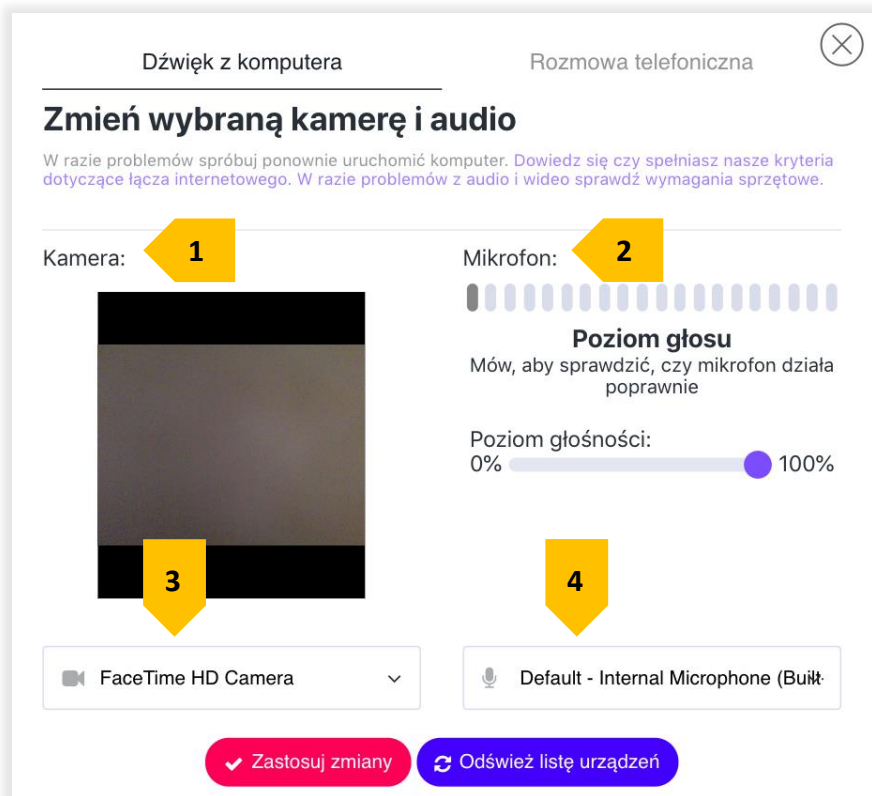 Dźwięk z komputera
Rozmowa telefoniczna
Zmień wybraną kamerę i audio
W razie problemów spróbuj ponownie uruchomić komputer. Dowiedz się czy spełniasz nasze kryteria
dotyczące łącza internetowego. W razie problemów z audio i wideo sprawdź wymagania sprzętowe.
Kamera:
1
Mikrofon:
2
Poziom głosu
Mów, aby sprawdzić, czy mikrofon działa
poprawnie
Poziom głośności:
0% 100%
3
4
FaceTime HD Camera
Default - Internal Microphone
Zastosuj zmiany
Odśwież listę urządzeń